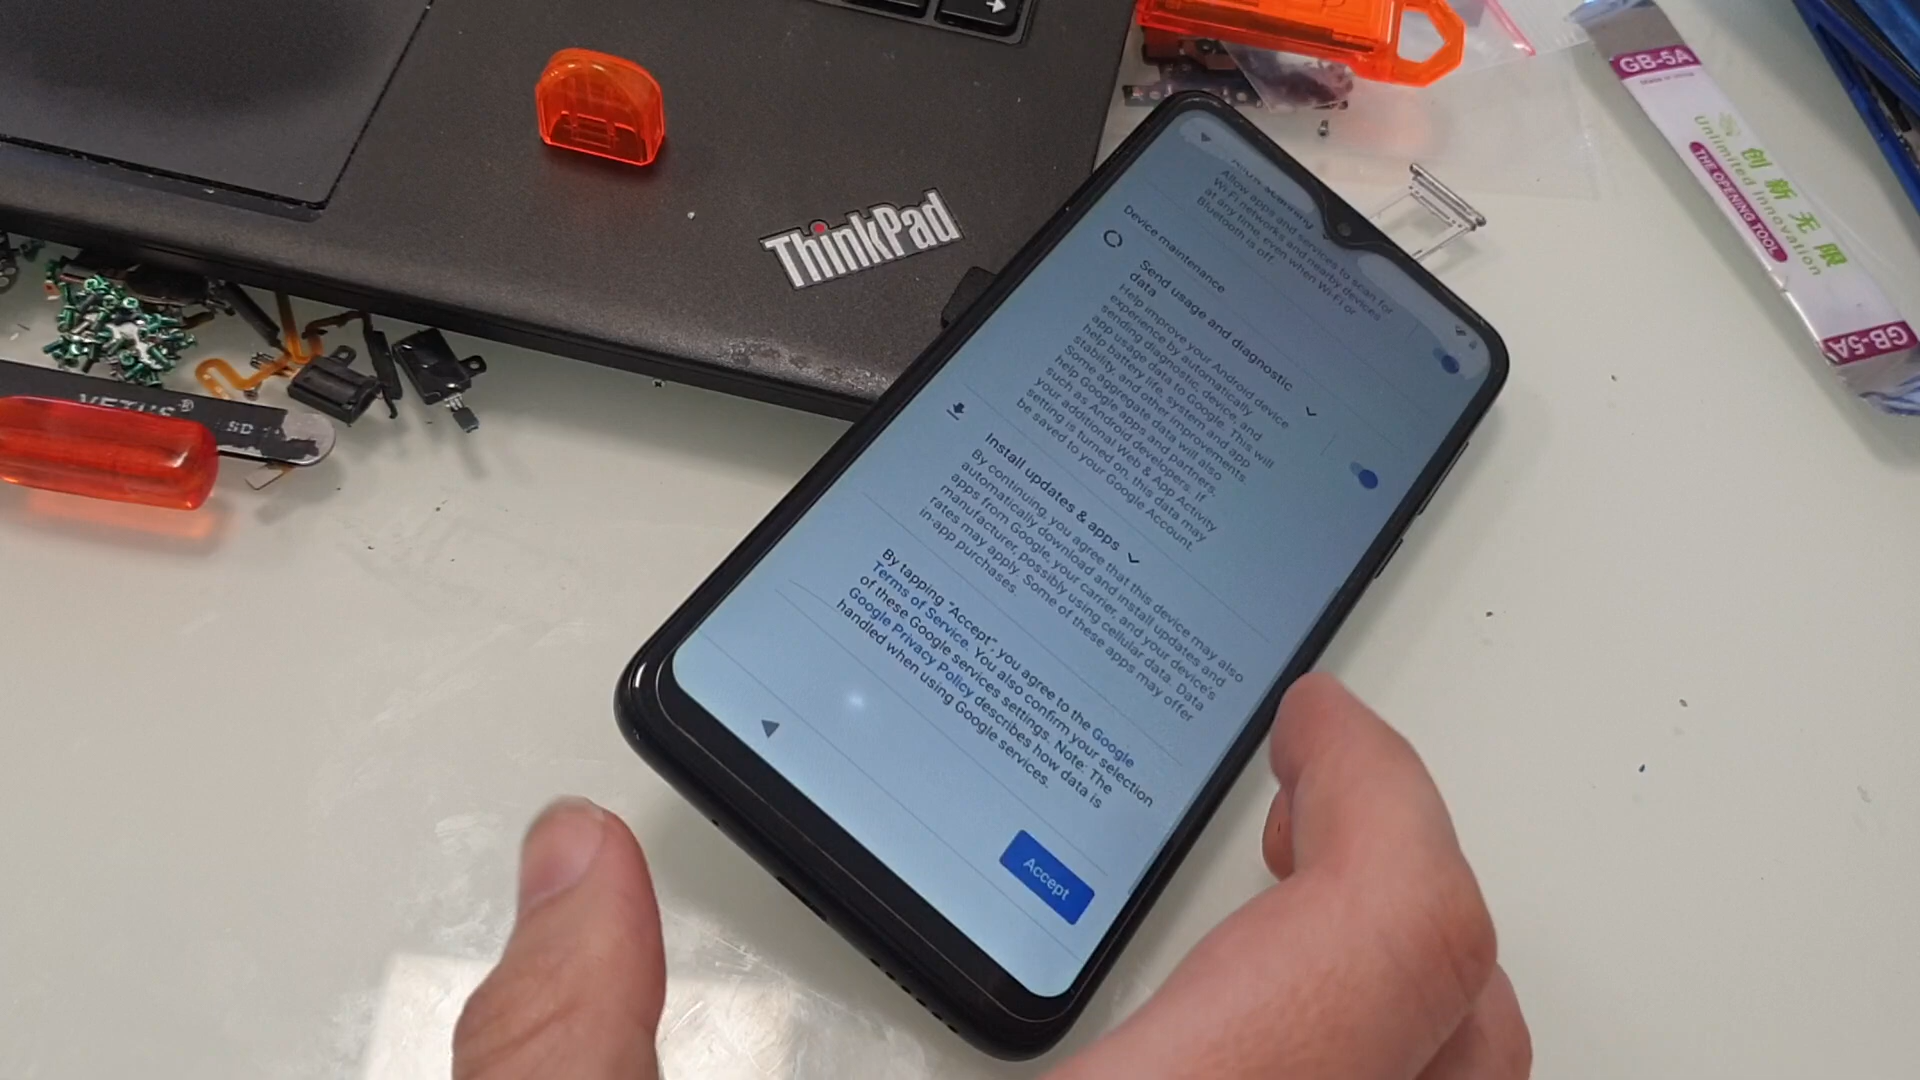 ThinkPad
VETUS®
SD
GB-5A
Made in china
创新无限
Unlimited Innovation
THE OPENING TOOL
GB-5A
Allow apps and services to scan for
Wi-Fi networks and nearby devices
at any time, even when Wi-Fi or
Bluetooth is off.
Device maintenance
Send usage and diagnostic
data
Help improve your Android device
experience by automatically
sending diagnostic, device, and
app usage data to Google. This will
help battery life, system and app
stability, and other improvements.
Some aggregate data will also
help Google apps and partners,
such as Android developers. If
your additional Web & App Activity
setting is turned on, this data may
be saved to your Google Account.
Install updates & apps
By continuing, you agree that this device may also
automatically download and install updates and
apps from Google, your carrier, and your device's
manufacturer, possibly using cellular data. Data
rates may apply. Some of these apps may offer
in-app purchases.
By tapping "Accept", you agree to the Google
Terms of Service. You also confirm your selection
of these Google services settings. Note: The
Google Privacy Policy describes how data is
handled when using Google services.
Accept